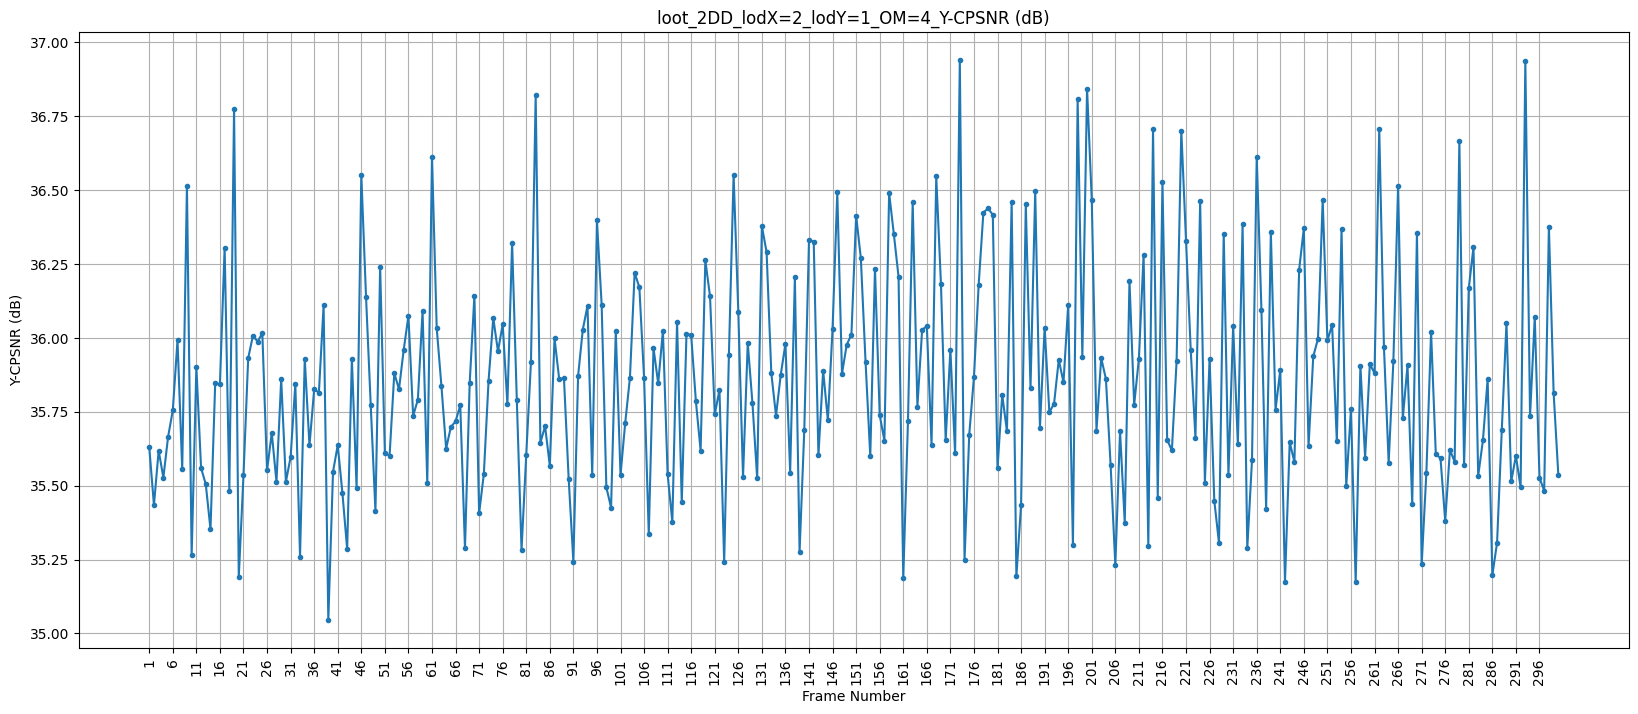 loot_2DD_lodX=2_lodY=1_OM=4_Y-CPSNR (dB)
Y-CPSNR (dB)
37.00
36.75
36.50
36.25
36.00
35.75
35.50
35.25
35.00
1 6 11 16 21 26 31 36 41 46 51 56 61 66 71 76 81 86 91 96 101 106 111 116 121 126 131 136 141 146 151 156 161 166 171 176 181 186 191 196 201 206 211 216 221 226 231 236 241 246 251 256 261 266 271 276 281 286 291 296
Frame Number